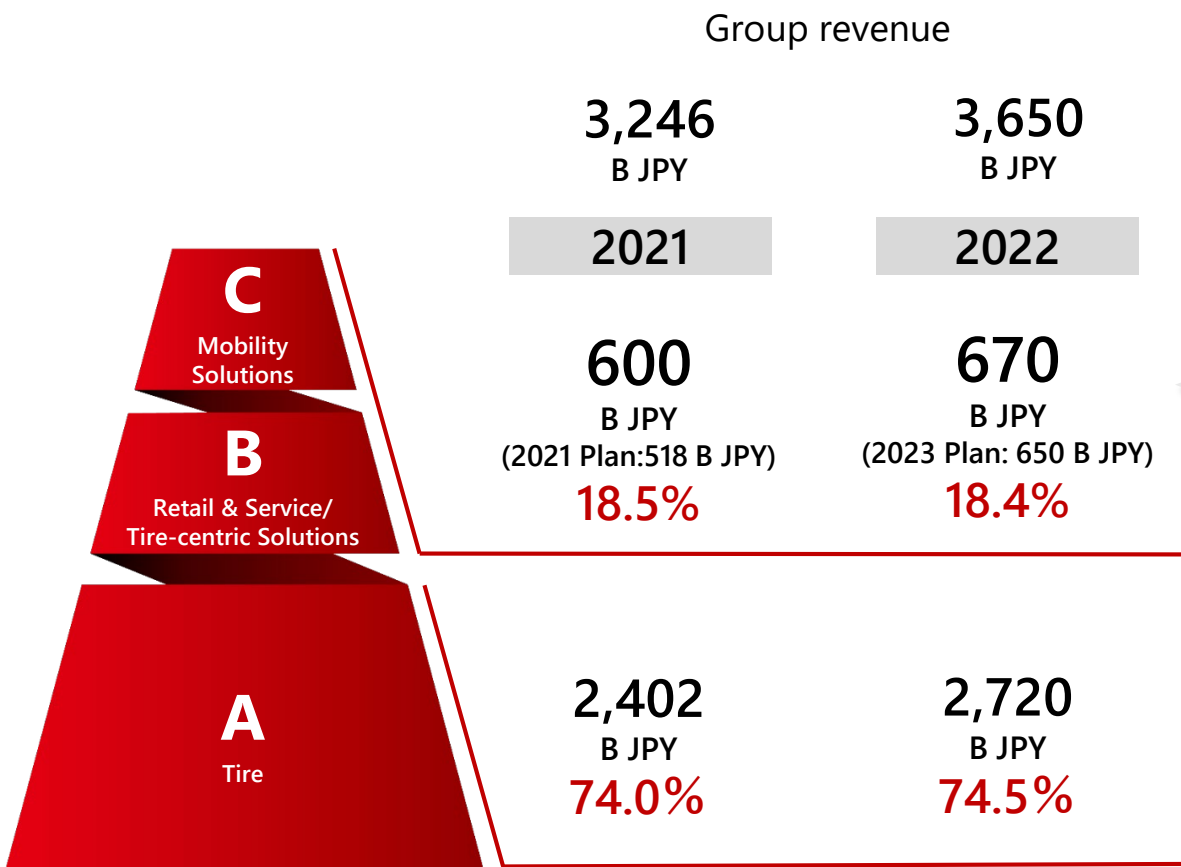 Group revenue
3,246
B JPY
3,650
B JPY
2021
2022
C
Mobility
Solutions
600
B JPY
(2021 Plan:518 B JPY)
18.5%
670
B JPY
(2023 Plan: 650 B JPY)
18.4%
B
Retail & Service/
Tire-centric Solutions
A
Tire
2,402
B JPY
74.0%
2,720
B JPY
74.5%